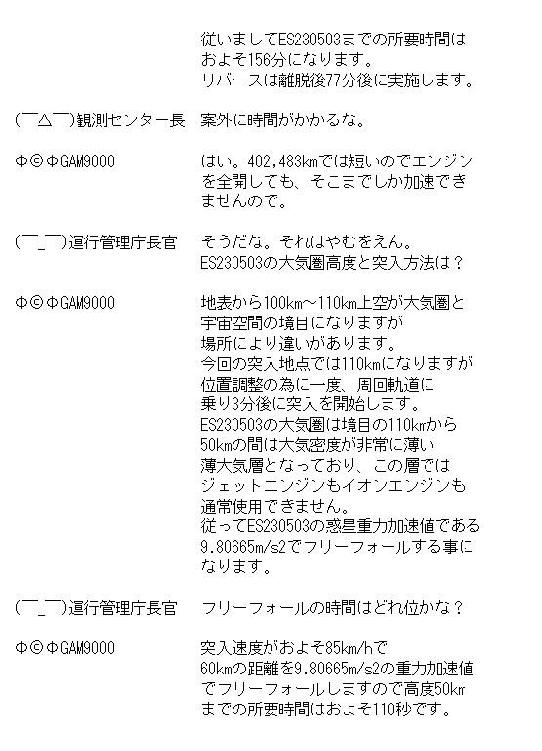 従いましてES230503までの所要時間は
およそ156分になります。
リバースは離脱後77分後に実施します。
(￣△￣)観測センター長 案外に時間がかかるな。
Φ©ΦGAM9000 はい。402,483kmでは短いのでエンジン
を全開しても、そこまでしか加速でき
ませんので。
(￣_￣)運行管理庁長官 そうだな。それはやむをえん。
ES230503の大気圏高度と突入方法は？
Φ©ΦGAM9000 地表から100km～110km上空が大気圏と
宇宙空間の境目になりますが
場所により違いがあります。
今回の突入地点では110kmになりますが
位置調整の為に一度、周回軌道に
乗り3分後に突入を開始します。
ES230503の大気圏は境目の110kmから
50kmの間は大気密度が非常に薄い
薄大気層となっており、この層では
ジェットエンジンもイオンエンジンも
通常使用できません。
従ってES230503の惑星重力加速値である
9.80665m/s2でフリーフォールする事に
なります。
(￣_￣)運行管理庁長官 フリーフォールの時間はどれ位かな？
Φ©ΦGAM9000 突入速度がおよそ85km/hで
60kmの距離を9.80665m/s2の重力加速値
でフリーフォールしますので高度50km
までの所要時間はおよそ110秒です。